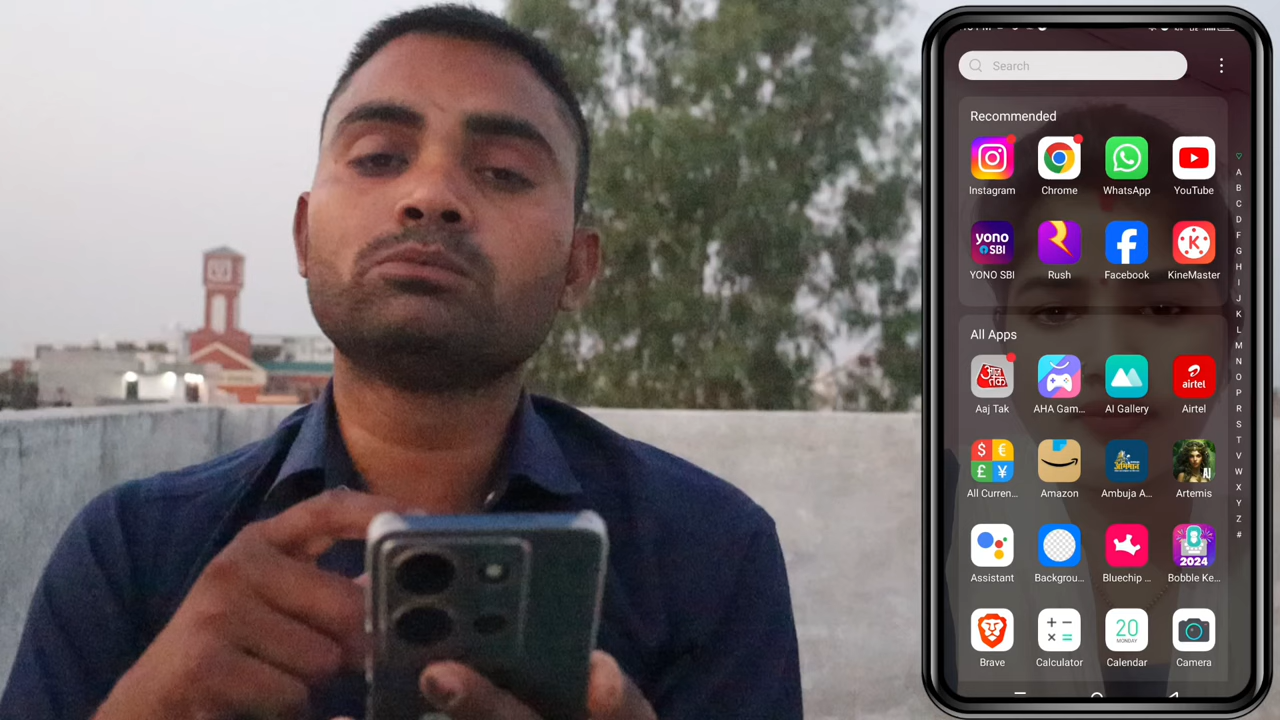 Search
Recommended
Instagram Chrome WhatsApp YouTube
yono
SBI
YONO SBI Rush Facebook KineMaster
All Apps
आज तक
airtel
Aaj Tak AHA Gam... AI Gallery Airtel
$ €
£ ¥
AI
All Curren... Amazon Ambuja A... Artemis
2024
Assistant Backgrou... Bluechip ... Bobble Ke...
20
MONDAY
Brave Calculator Calendar Camera
A
B
C
D
F
G
H
I
J
K
L
M
N
O
P
R
S
T
V
W
X
Y
Z
#